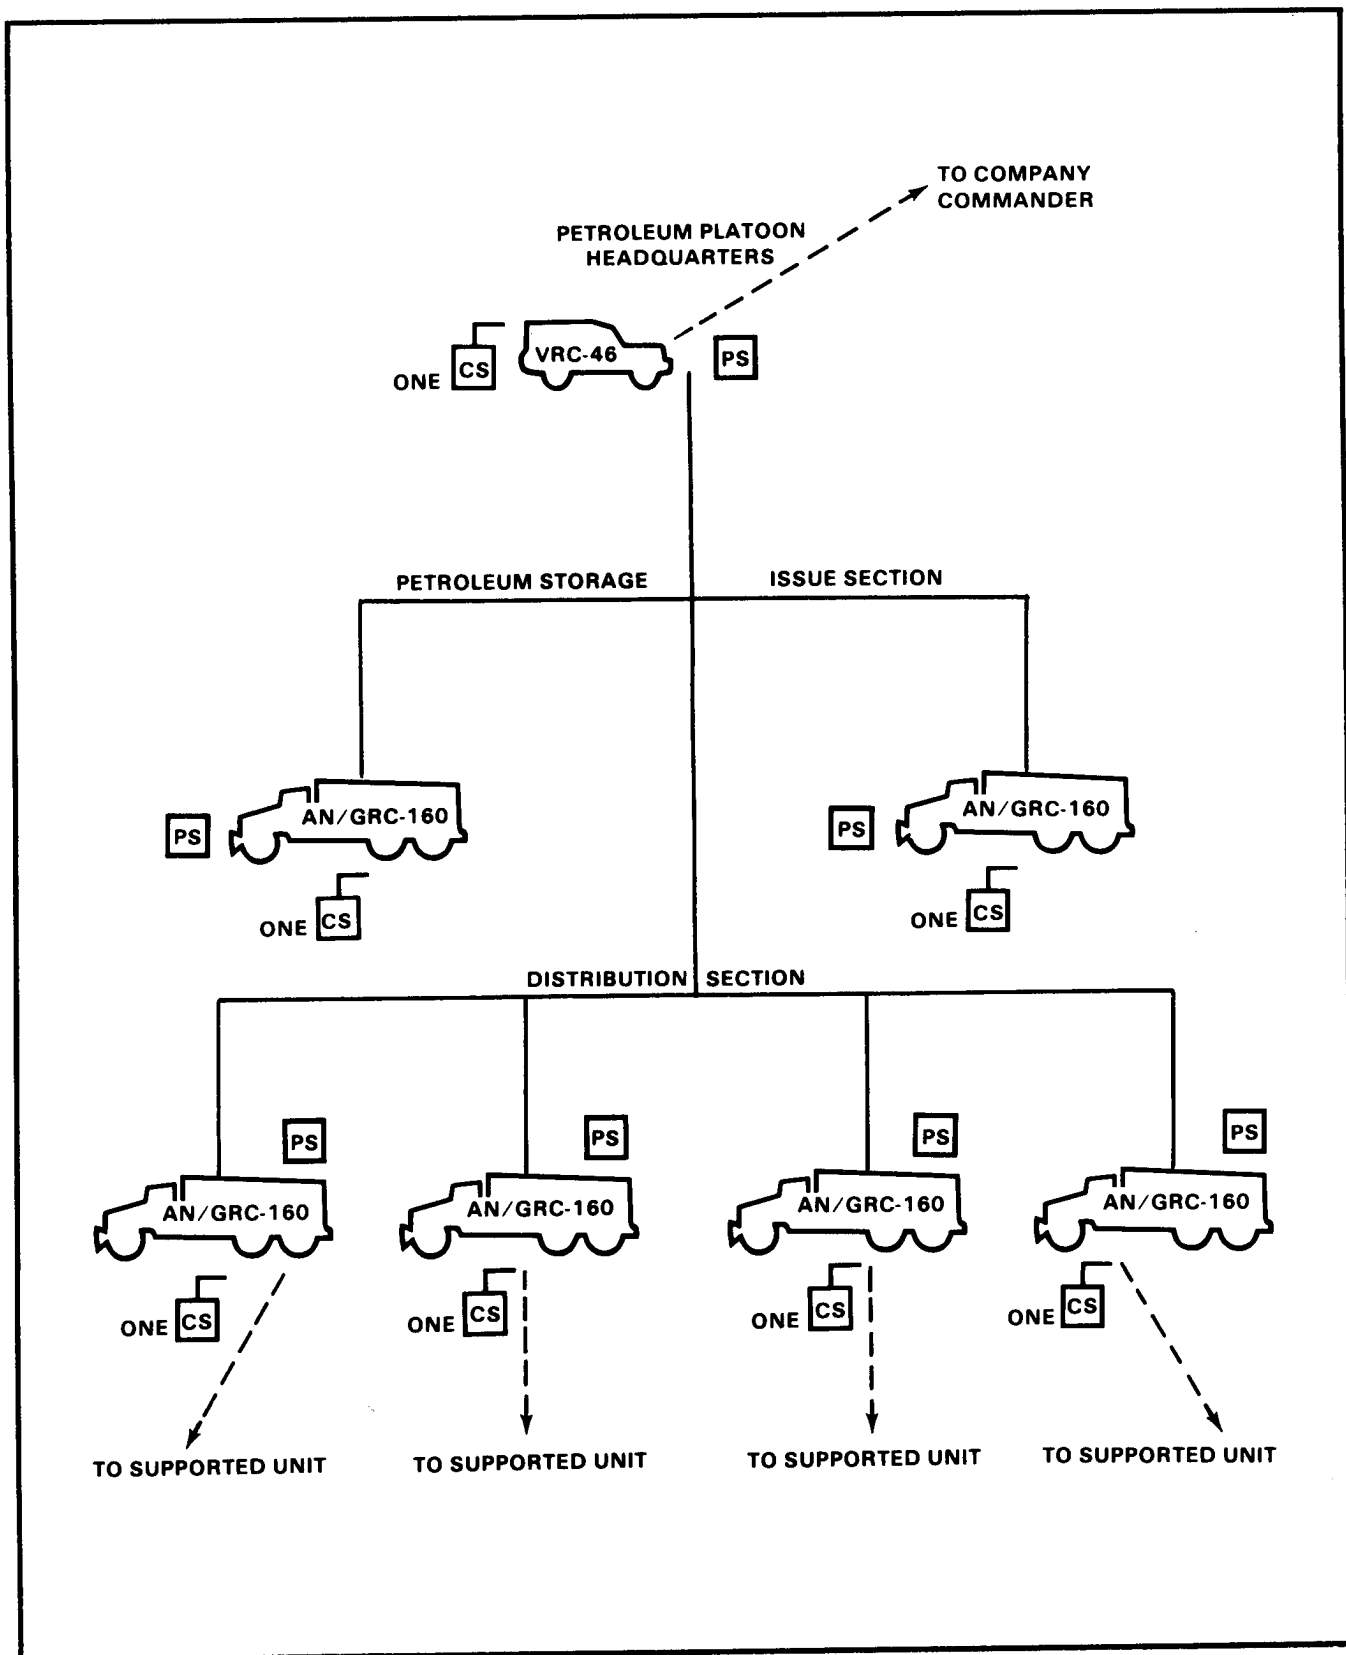 TO COMPANY
COMMANDER
PETROLEUM PLATOON
HEADQUARTERS
ONE CS VRC-46 PS
PETROLEUM STORAGE ISSUE SECTION
PS AN/GRC-160 PS AN/GRC-160
ONE CS ONE CS
DISTRIBUTION SECTION
PS PS PS PS
AN/GRC-160 AN/GRC-160 AN/GRC-160 AN/GRC-160
ONE CS ONE CS ONE CS ONE CS
TO SUPPORTED UNIT TO SUPPORTED UNIT TO SUPPORTED UNIT TO SUPPORTED UNIT